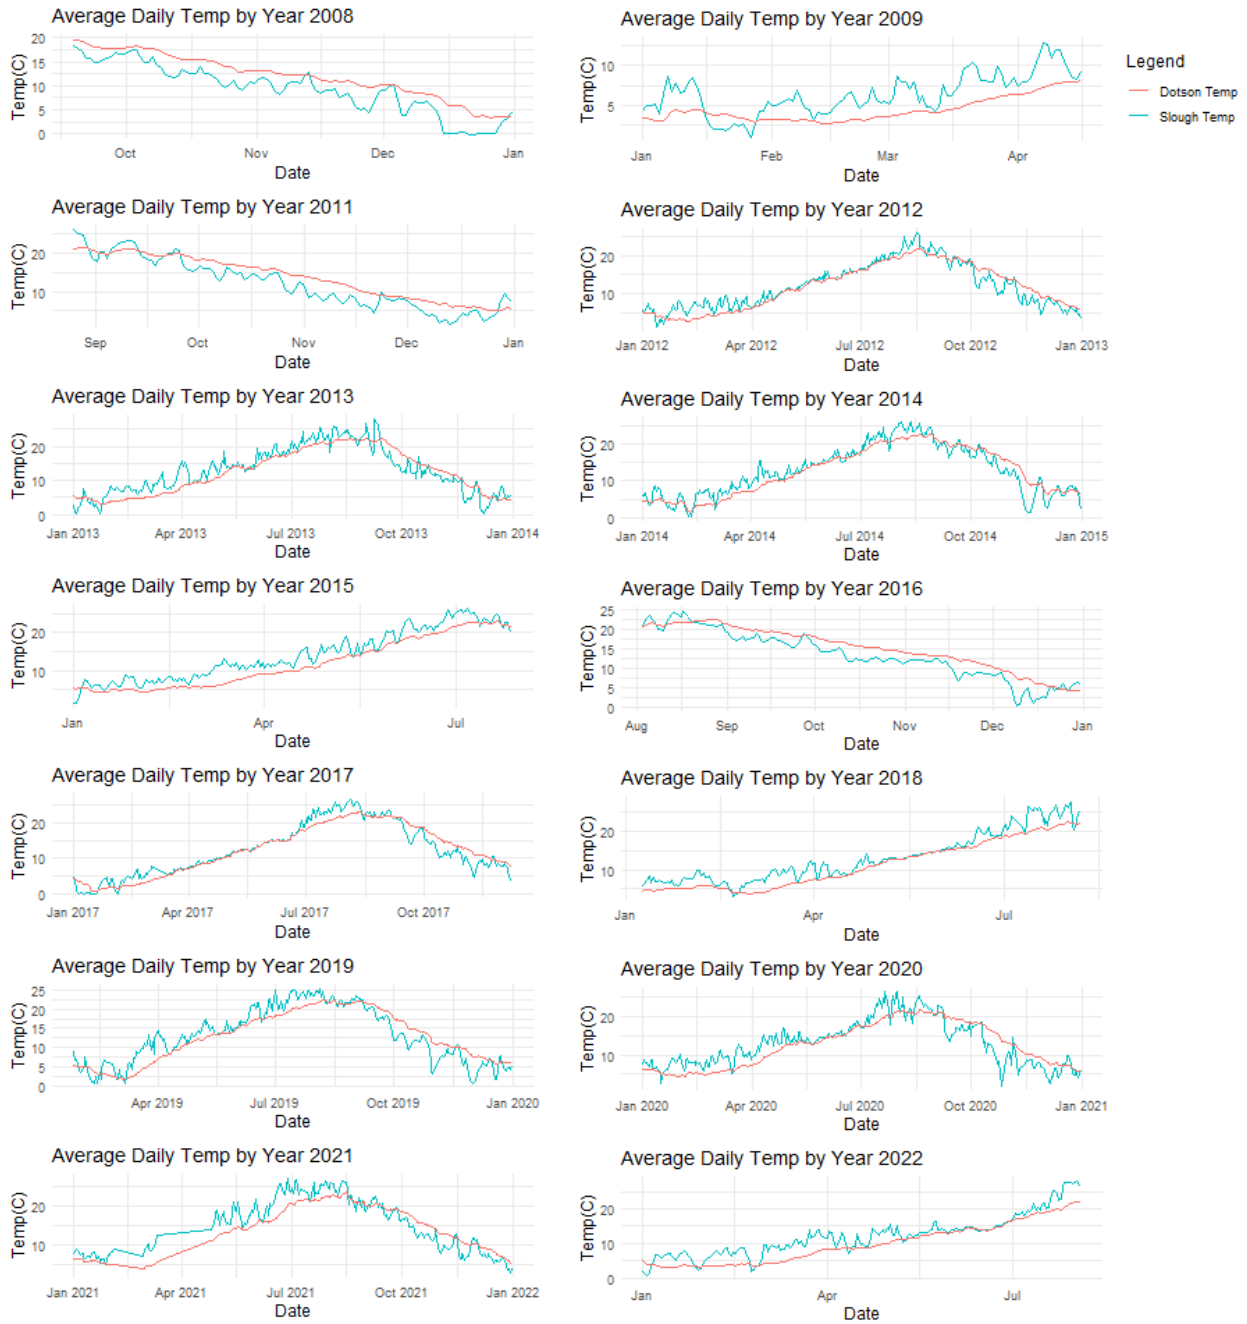 Average Daily Temp by Year 2008
Temp(C)
20
15
10
5
0
Oct Nov Dec Jan
Date
Average Daily Temp by Year 2009
Temp(C)
10
5
Jan Feb Mar Apr
Date
Legend
Dotson Temp
Slough Temp
Average Daily Temp by Year 2011
Temp(C)
20
10
Sep Oct Nov Dec Jan
Date
Average Daily Temp by Year 2012
Temp(C)
20
10
Jan 2012 Apr 2012 Jul 2012 Oct 2012 Jan 2013
Date
Average Daily Temp by Year 2013
Temp(C)
20
10
0
Jan 2013 Apr 2013 Jul 2013 Oct 2013 Jan 2014
Date
Average Daily Temp by Year 2014
Temp(C)
20
10
0
Jan 2014 Apr 2014 Jul 2014 Oct 2014 Jan 2015
Date
Average Daily Temp by Year 2015
Temp(C)
20
10
Jan Apr Jul
Date
Average Daily Temp by Year 2016
Temp(C)
25
20
15
10
5
0
Aug Sep Oct Nov Dec Jan
Date
Average Daily Temp by Year 2017
Temp(C)
20
10
0
Jan 2017 Apr 2017 Jul 2017 Oct 2017
Date
Average Daily Temp by Year 2018
Temp(C)
20
10
Jan Apr Jul
Date
Average Daily Temp by Year 2019
Temp(C)
25
20
15
10
5
0
Apr 2019 Jul 2019 Oct 2019 Jan 2020
Date
Average Daily Temp by Year 2020
Temp(C)
20
10
Jan 2020 Apr 2020 Jul 2020 Oct 2020 Jan 2021
Date
Average Daily Temp by Year 2021
Temp(C)
20
10
Jan 2021 Apr 2021 Jul 2021 Oct 2021 Jan 2022
Date
Average Daily Temp by Year 2022
Temp(C)
20
10
0
Jan Apr Jul
Date